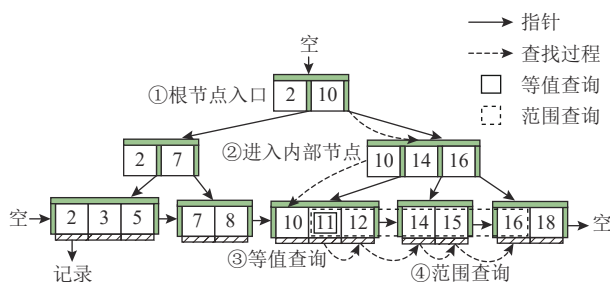 空
指针
查找过程
①根节点入口
2 10
等值查询
范围查询
2 7
②进入内部节点
10 14 16
空
2 3 5
7 8
10 11 12
14 15
16 18
空
记录
③等值查询
④范围查询